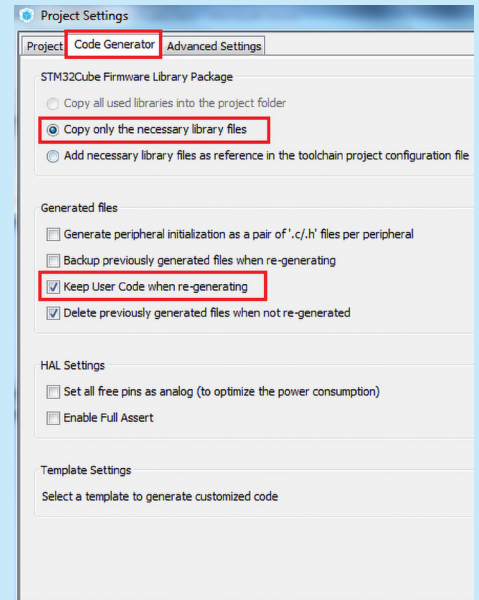 Project Settings
Project Code Generator Advanced Settings
STM32Cube Firmware Library Package
Copy all used libraries into the project folder
Copy only the necessary library files
Add necessary library files as reference in the toolchain project configuration file
Generated files
Generate peripheral initialization as a pair of '.c/.h' files per peripheral
Backup previously generated files when re-generating
Keep User Code when re-generating
Delete previously generated files when not re-generated
HAL Settings
Set all free pins as analog (to optimize the power consumption)
Enable Full Assert
Template Settings
Select a template to generate customized code